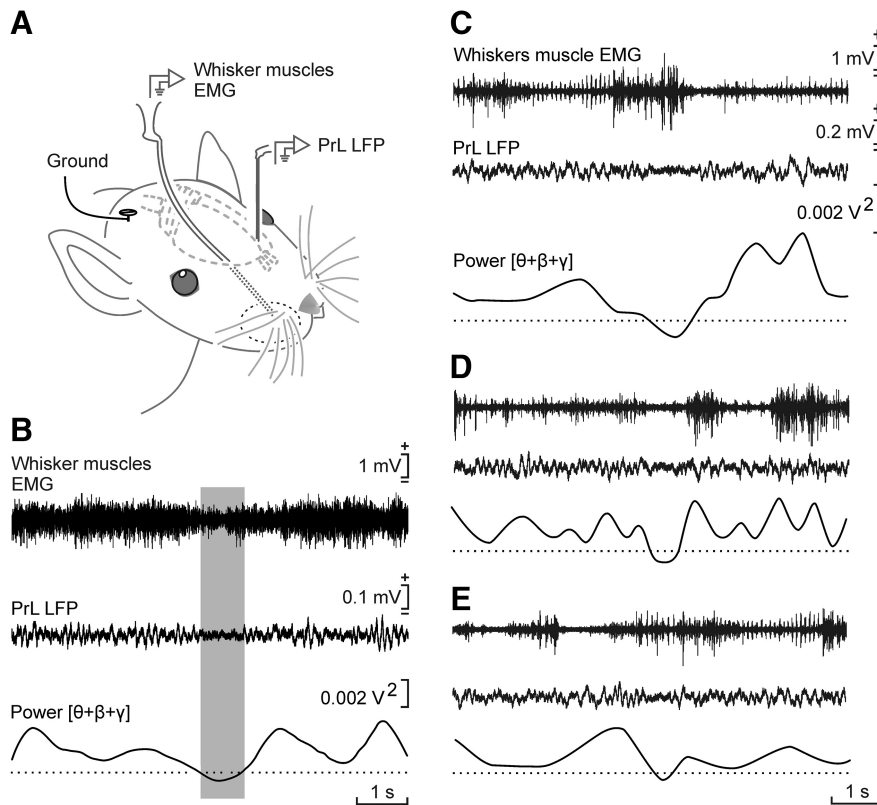 A
Whisker muscles
EMG
PrL LFP
Ground
B
Whisker muscles
EMG
1 mV
+
PrL LFP
0.1 mV
+
Power [θ+β+γ]
0.002 V²
1 s
C
Whiskers muscle EMG
1 mV
PrL LFP
0.2 mV
Power [θ+β+γ]
0.002 V²
D
E
1 s